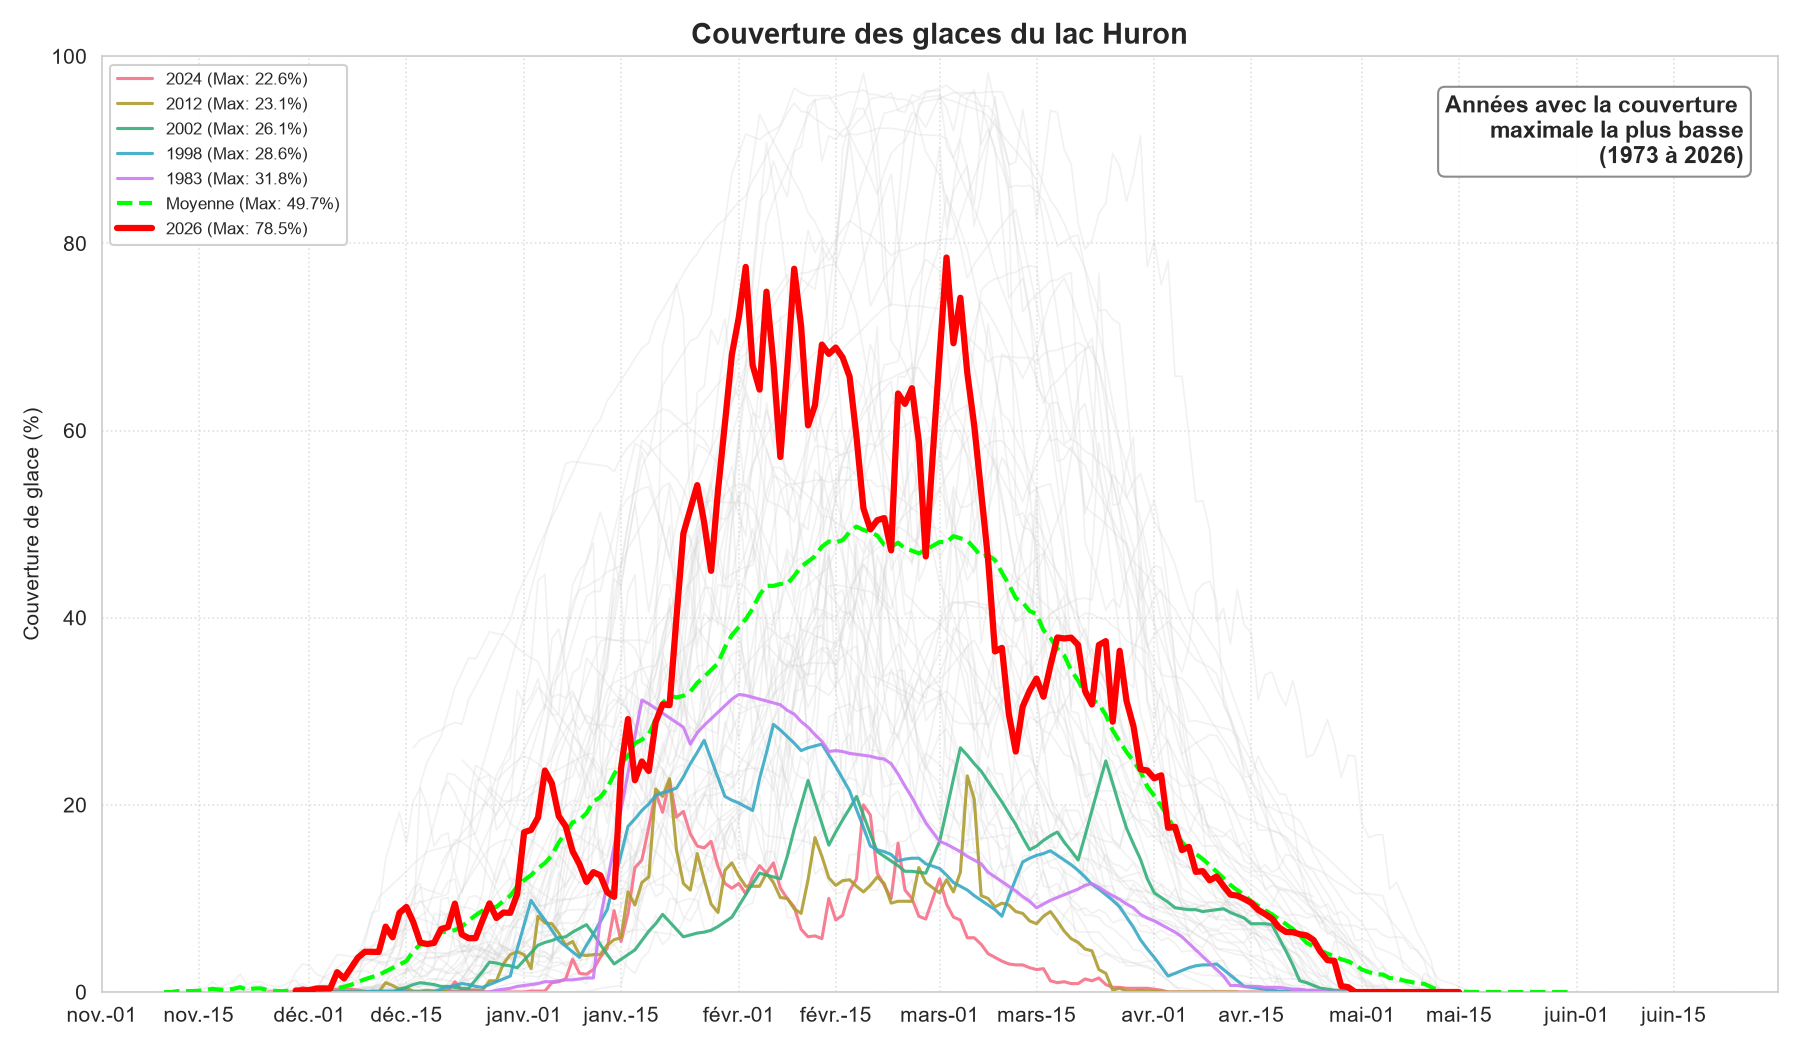 Couverture des glaces du lac Huron
100
80
60
40
20
0
Couverture de glace (%)
2024 (Max: 22.6%)
2012 (Max: 23.1%)
2002 (Max: 26.1%)
1998 (Max: 28.6%)
1983 (Max: 31.8%)
Moyenne (Max: 49.7%)
2026 (Max: 78.5%)
Années avec la couverture
maximale la plus basse
(1973 à 2026)
nov.-01 nov.-15 déc.-01 déc.-15 janv.-01 janv.-15 févr.-01 févr.-15 mars-01 mars-15 avr.-01 avr.-15 mai-01 mai-15 juin-01 juin-15